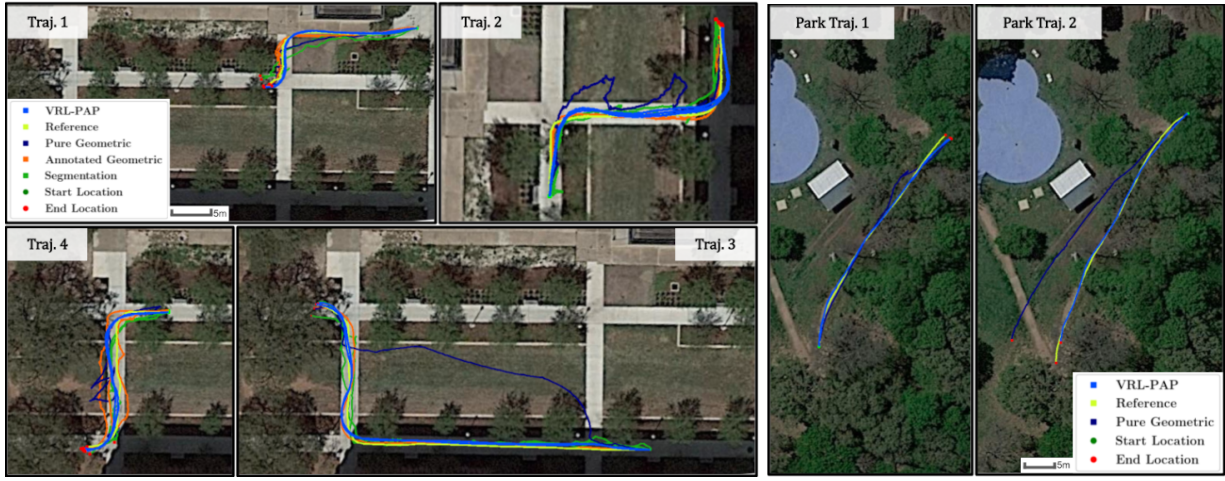 Traj. 1
VRL-PAP
Reference
Pure Geometric
Annotated Geometric
Segmentation
Start Location
End Location
5m
Traj. 2
Traj. 4
Traj. 3
Park Traj. 1
Park Traj. 2
VRL-PAP
Reference
Pure Geometric
Start Location
End Location
5m